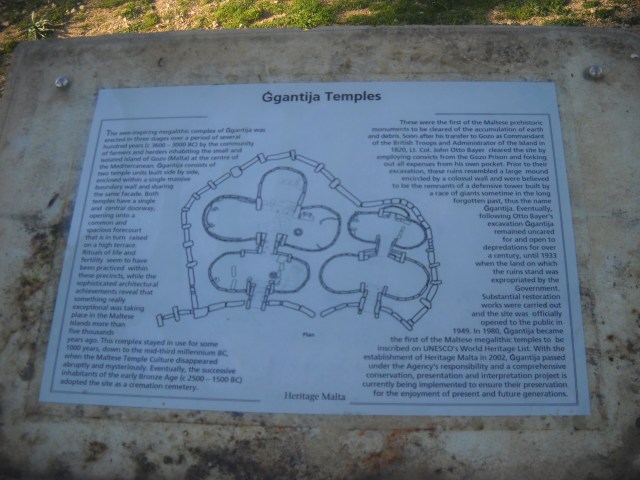 Ġgantija Temples
The awe-inspiring megalithic complex of Ġgantija was
erected in three stages over a period of several
hundred years (c 3600 – 3000 BC) by the community
of farmers and herders inhabiting the small and
isolated island of Gozo (Malta) at the centre of
the Mediterranean. Ġgantija consists of
two temple units built side by side,
enclosed within a single massive
boundary wall and sharing
the same facade. Both
temples have a single
and central doorway,
opening onto a
common and
spacious forecourt
that is in turn raised
on a high terrace.
Rituals of life and
fertility seem to have
been practiced within
these precincts, while the
sophisticated architectural
achievements reveal that
something really
exceptional was taking
place in the Maltese
Islands more than
five thousands
years ago. This complex stayed in use for some
1000 years, down to the mid-third millennium BC,
when the Maltese Temple Culture disappeared
abruptly and mysteriously. Eventually, the successive
inhabitants of the early Bronze Age (c 2500 – 1500 BC)
adopted the site as a cremation cemetery.
These were the first of the Maltese prehistoric
monuments to be cleared of the accumulation of earth
and debris. Soon after his transfer to Gozo as Commandant
of the British Troops and Administrator of the Island in
1820, Lt. Col. John Otto Bayer cleared the site by
employing convicts from the Gozo Prison and forking
out all expenses from his own pocket. Prior to their
excavation, these ruins resembled a large mound
encircled by a colossal wall and were believed
to be the remnants of a defensive tower built by
a race of giants sometime in the long
forgotten past, thus the name
Ġgantija. Eventually,
following Otto Bayer's
excavation Ġgantija
remained uncared
for and open to
depredations for over
a century, until 1933
when the land on which
the ruins stand was
expropriated by the
Government.
Substantial restoration
works were carried out
and the site was officially
opened to the public in
1949. In 1980, Ġgantija became
the first of the Maltese megalithic temples to be
inscribed on UNESCO's World Heritage List. With the
establishment of Heritage Malta in 2002, Ġgantija passed
under the Agency's responsibility and a comprehensive
conservation, presentation and interpretation project is
currently being implemented to ensure their preservation
for the enjoyment of present and future generations.
Plan
Heritage Malta